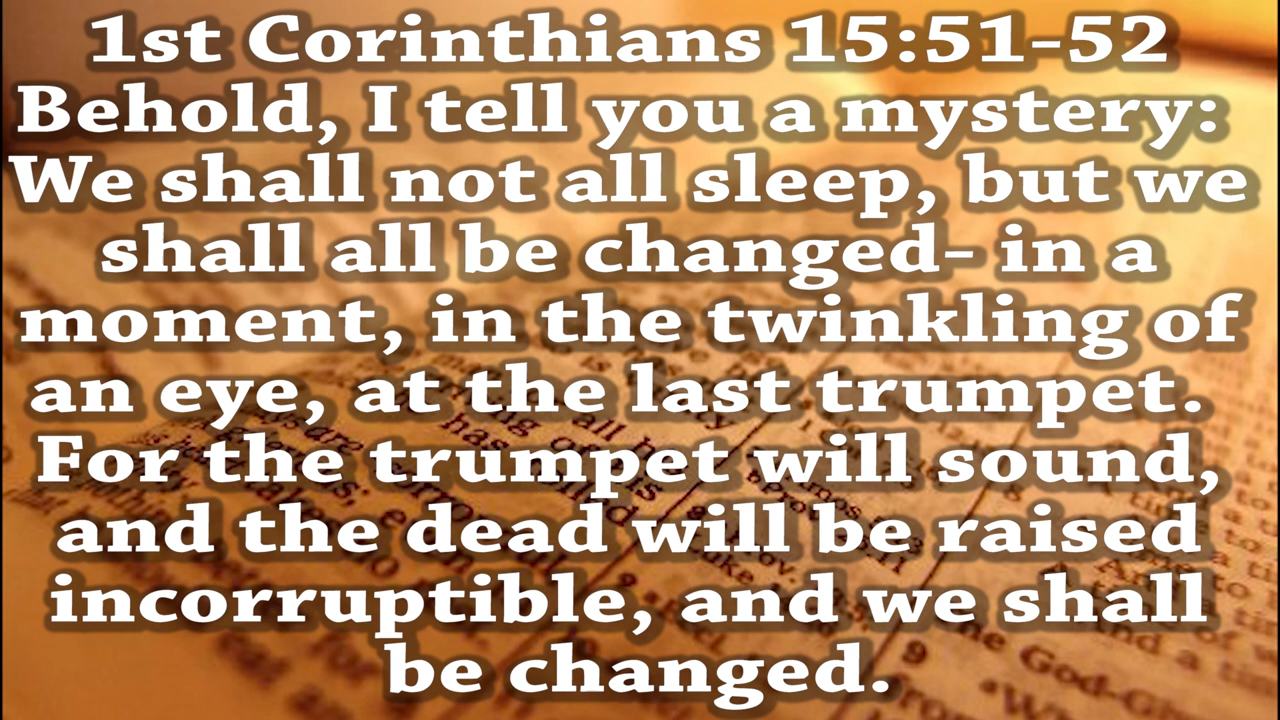 1st Corinthians 15:51-52
Behold, I tell you a mystery:
We shall not all sleep, but we
shall all be changed- in a
moment, in the twinkling of
an eye, at the last trumpet.
For the trumpet will sound,
and the dead will be raised
incorruptible, and we shall
be changed.